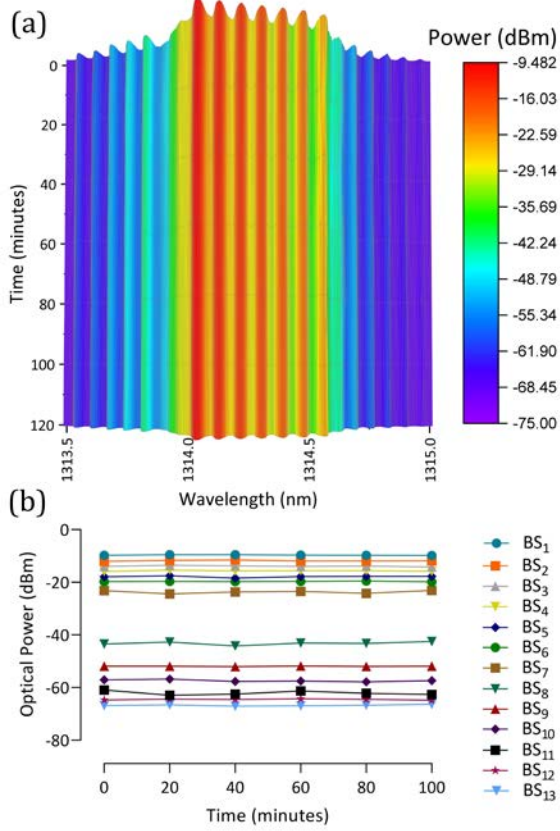 (a)
Power (dBm)
-9.482
-16.03
-22.59
-29.14
-35.69
-42.24
-48.79
-55.34
-61.90
-68.45
-75.00
Time (minutes)
0
20
40
60
80
100
120
1313.5
1314.0
1314.5
1315.0
Wavelength (nm)
(b)
Optical Power (dBm)
0
-20
-40
-60
-80
0 20 40 60 80 100
Time (minutes)
BS1
BS2
BS3
BS4
BS5
BS6
BS7
BS8
BS9
BS10
BS11
BS12
BS13